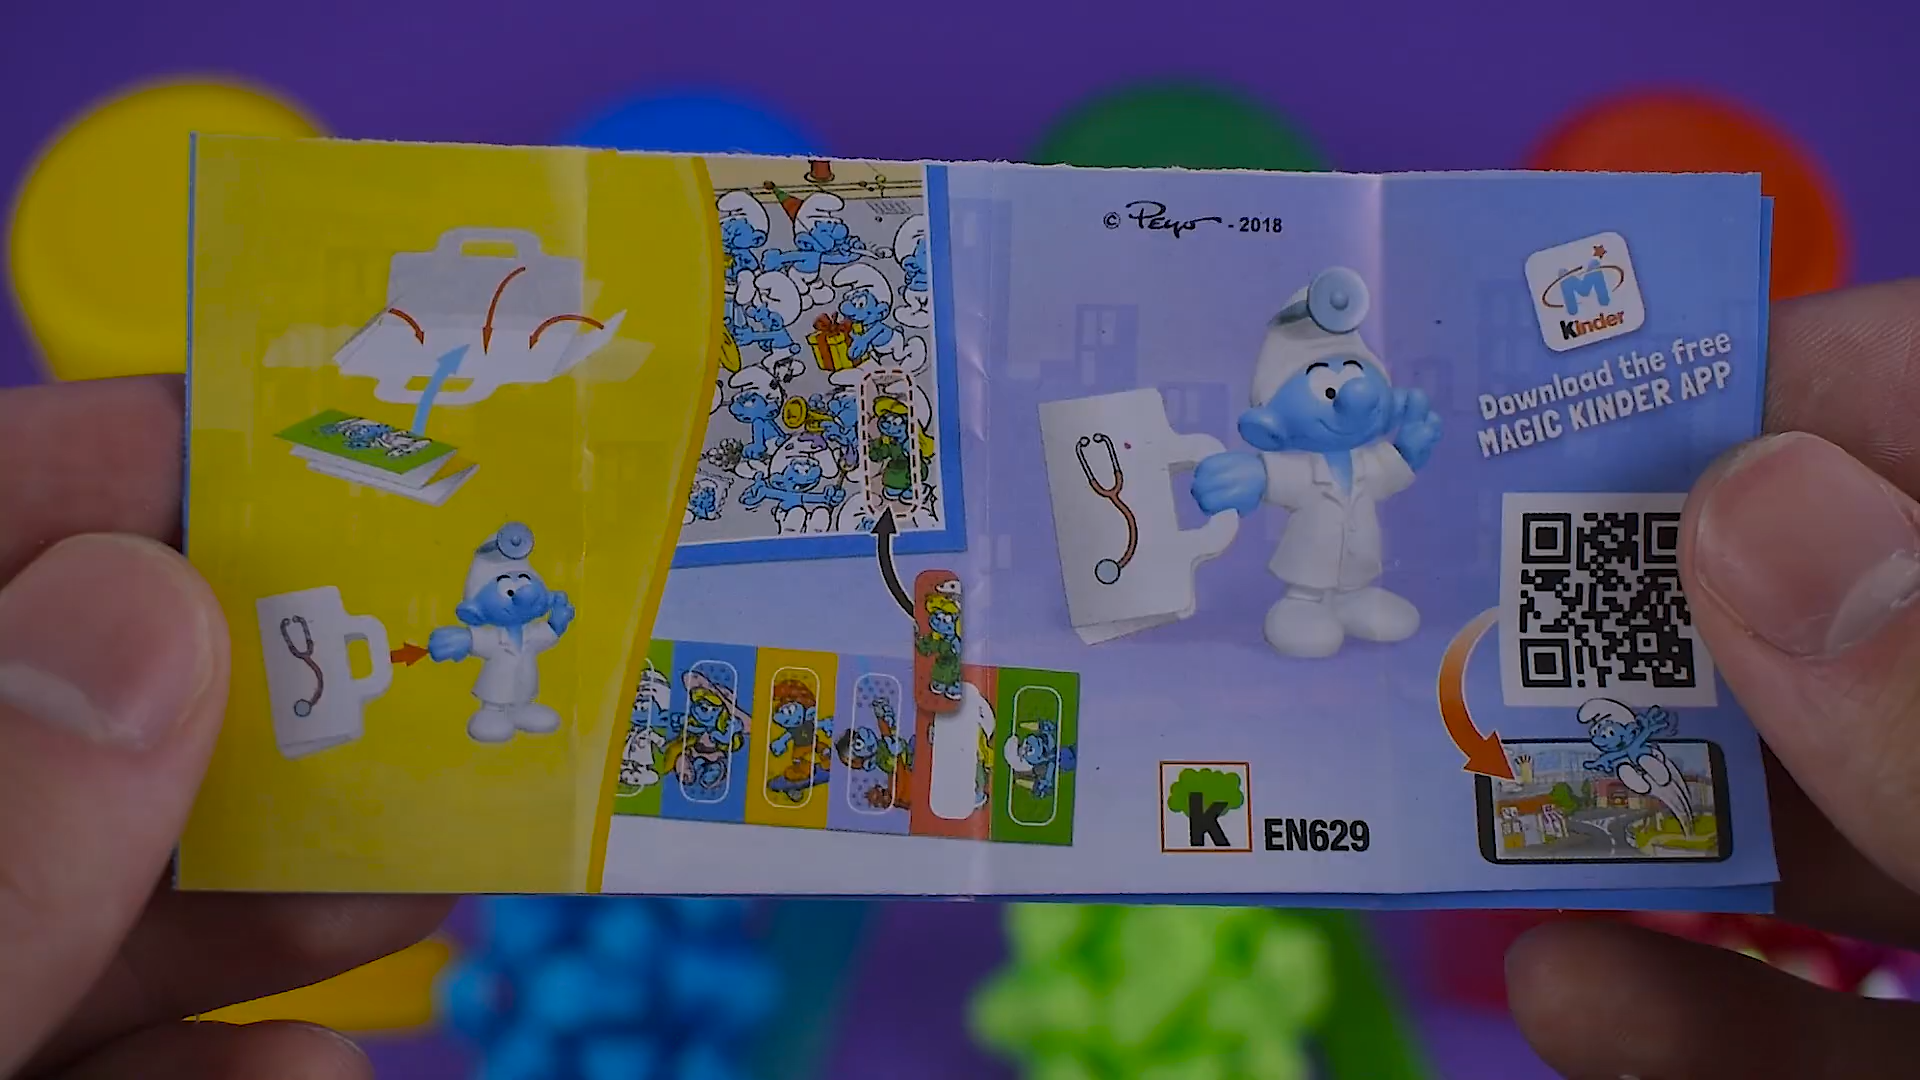 © Peyo - 2018
Kinder
Download the free
MAGIC KINDER APP
k
EN629